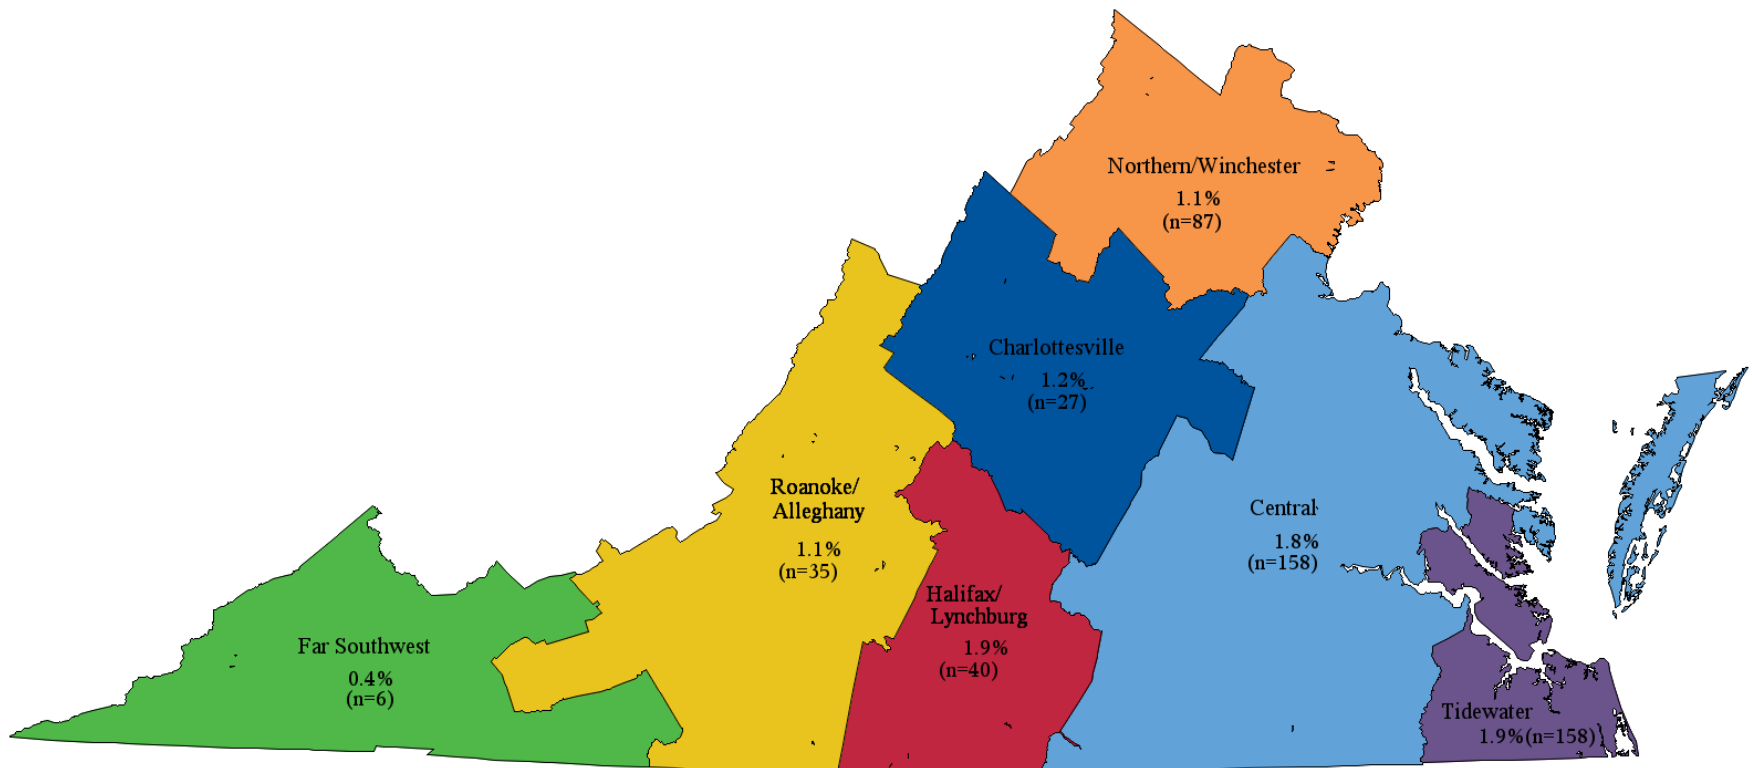 Northern/Winchester
1.1%
(n=87)
Charlottesville
1.2%
(n=27)
Roanoke/
Alleghany
1.1%
(n=35)
Central
1.8%
(n=158)
Halifax/
Lynchburg
1.9%
(n=40)
Far Southwest
0.4%
(n=6)
Tidewater
1.9%(n=158)